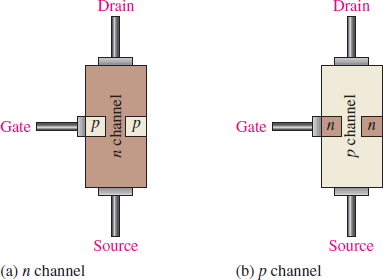 Drain
Gate
p
n channel
p
Source
(a) n channel
Drain
Gate
n
p channel
n
Source
(b) p channel